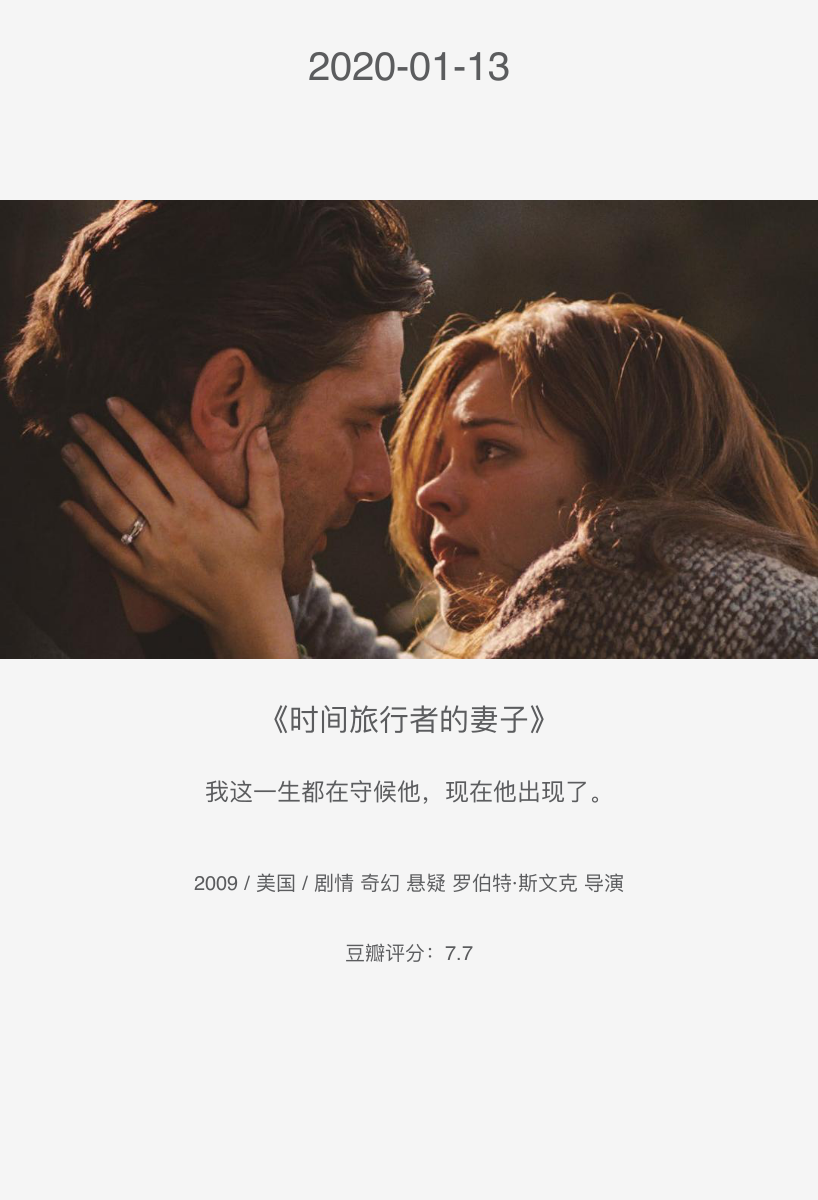 2020-01-13
《时间旅行者的妻子》
我这一生都在守候他，现在他出现了。
2009 / 美国 / 剧情 奇幻 悬疑 罗伯特·斯文克 导演
豆瓣评分：7.7